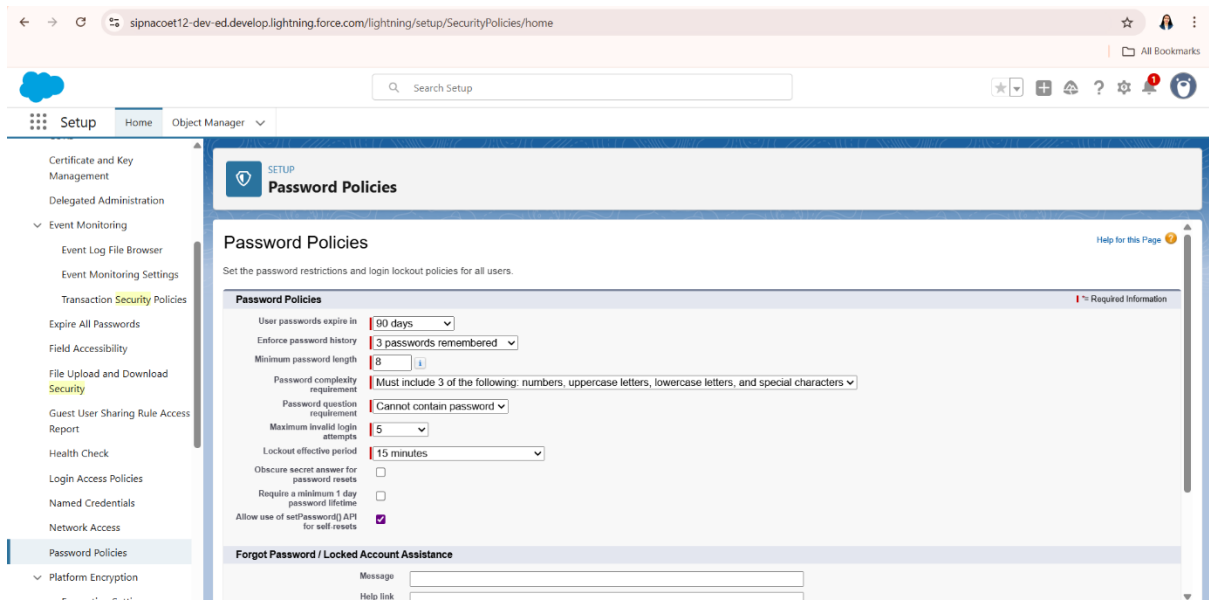 sipnacoet12-dev-ed.develop.lightning.force.com/lightning/setup/SecurityPolicies/home
All Bookmarks
Search Setup
1
Setup
Home
Object Manager
Certificate and Key
Management
Delegated Administration
Event Monitoring
Event Log File Browser
Event Monitoring Settings
Transaction Security Policies
Expire All Passwords
Field Accessibility
File Upload and Download
Security
Guest User Sharing Rule Access
Report
Health Check
Login Access Policies
Named Credentials
Network Access
Password Policies
Platform Encryption
SETUP
Password Policies
Password Policies
Help for this Page ?
Set the password restrictions and login lockout policies for all users.
Password Policies
= Required Information
User passwords expire in
90 days
Enforce password history
3 passwords remembered
Minimum password length
8
i
Password complexity
requirement
Must include 3 of the following: numbers, uppercase letters, lowercase letters, and special characters
Password question
requirement
Cannot contain password
Maximum invalid login
attempts
5
Lockout effective period
15 minutes
Obscure secret answer for
password resets
Require a minimum 1 day
password lifetime
Allow use of setPassword() API
for self-resets
Forgot Password / Locked Account Assistance
Message
Help link